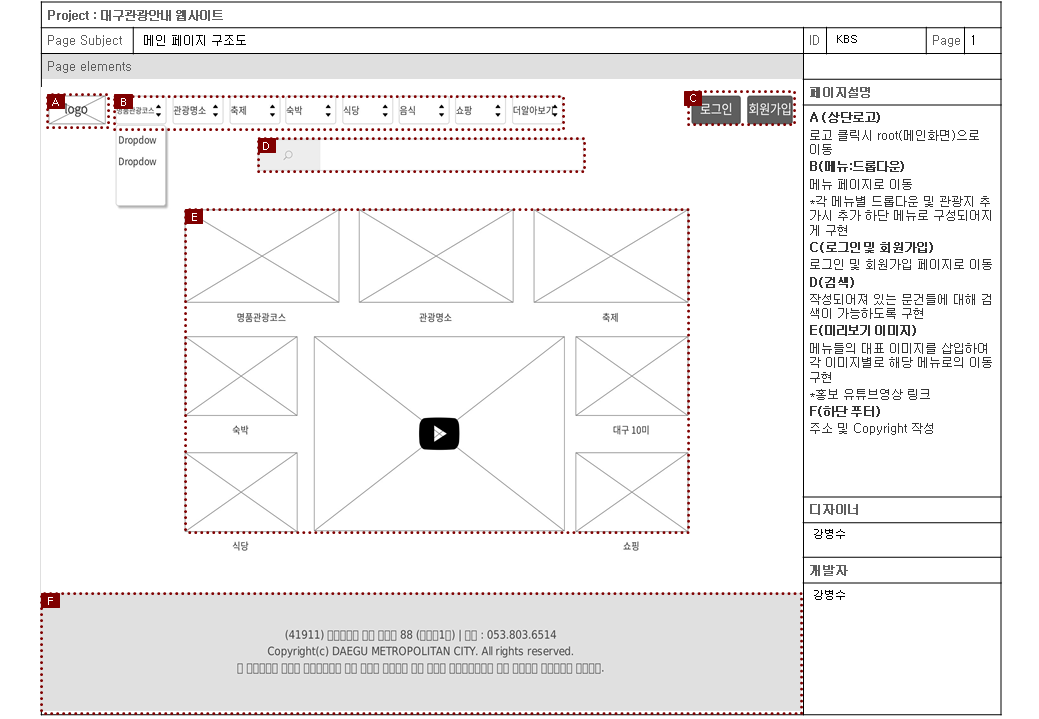 Project : 대구관광안내 웹사이트
Page Subject 메인 페이지 구조도 ID KBS Page 1
Page elements
A logo B 명품관광코스 관광명소 축제 숙박 식당 음식 쇼핑 더알아보기 C 로그인 회원가입
Dropdow
Dropdow
D
E
명품관광코스 관광명소 축제
숙박 대구 10미
식당 쇼핑
F
(41911) 88 ( 1 ) | : 053.803.6514
Copyright(c) DAEGU METROPOLITAN CITY. All rights reserved.
페이지설명
A (상단로고)
로고 클릭시 root(메인화면)으로
이동
B(메뉴:드롭다운)
메뉴 페이지로 이동
*각 메뉴별 드롭다운 및 관광지 추
가시 추가 하단 메뉴로 구성되어지
게 구현
C(로그인 및 회원가입)
로그인 및 회원가입 페이지로 이동
D(검색)
작성되어져 있는 문건들에 대해 검
색이 가능하도록 구현
E(미리보기 이미지)
메뉴들의 대표 이미지를 삽입하여
각 이미지별로 해당 메뉴로의 이동
구현
*홍보 유튜브영상 링크
F(하단 푸터)
주소 및 Copyright 작성
디자이너
강병수
개발자
강병수